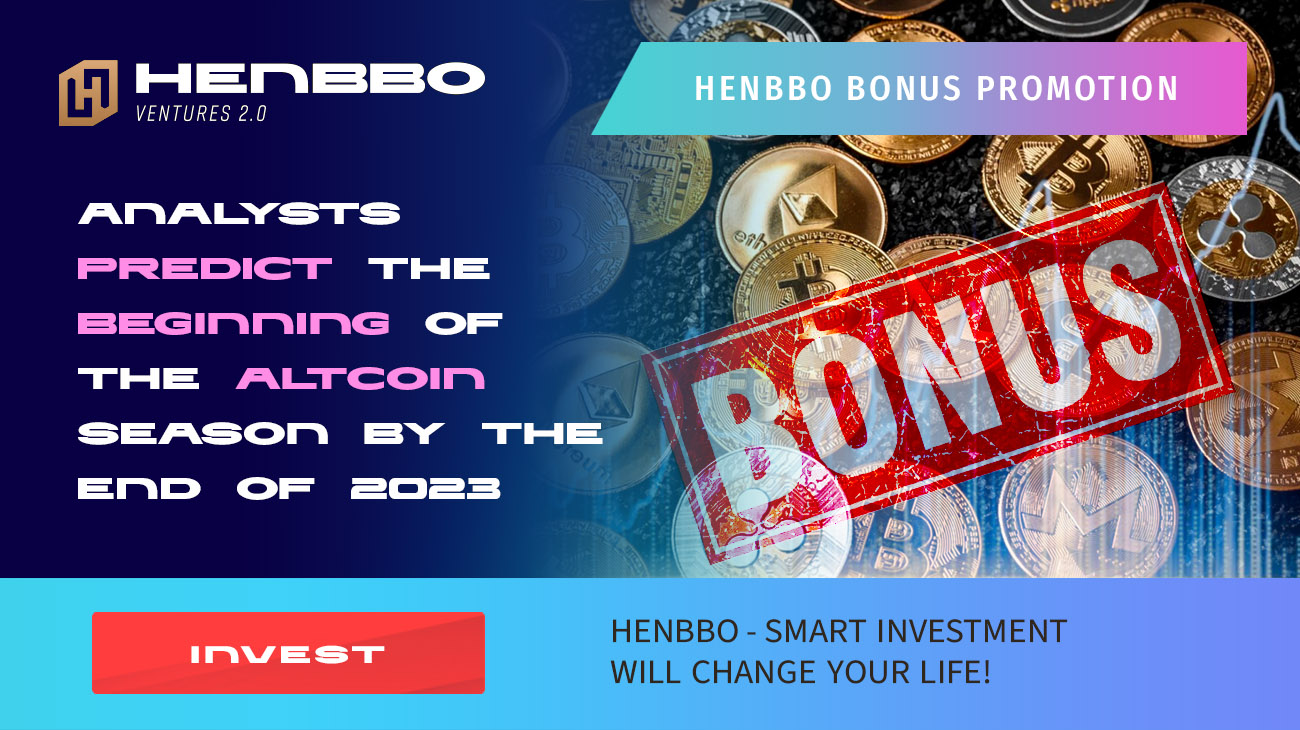 HENBBO
VENTURES 2.0
HENBBO BONUS PROMOTION
ANALYSTS
PREDICT THE
BEGINNING OF
THE ALTCOIN
SEASON BY THE
END OF 2023
BONUS
INVEST
HENBBO - SMART INVESTMENT
WILL CHANGE YOUR LIFE!